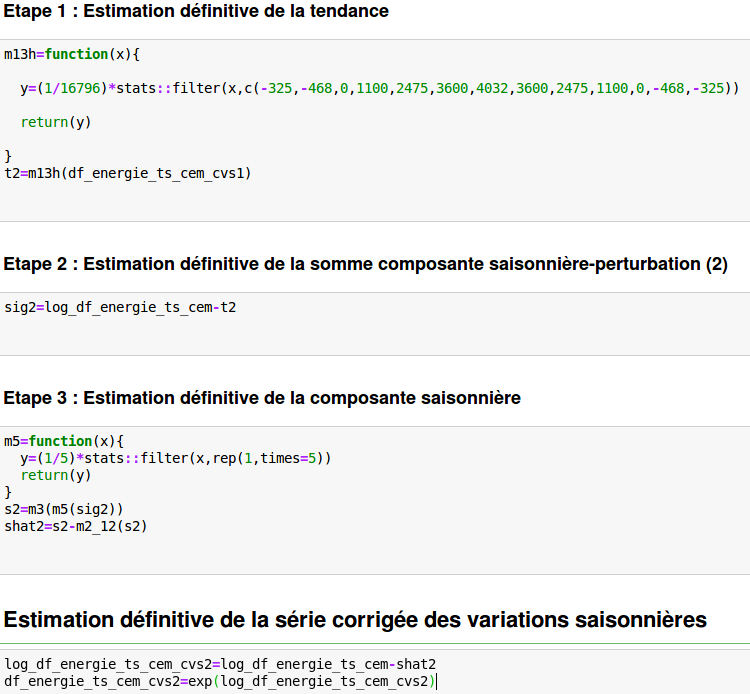 Etape 1 : Estimation définitive de la tendance
m13h=function(x){
y=(1/16796)*stats::filter(x,c(-325,-468,0,1100,2475,3600,4032,3600,2475,1100,0,-468,-325))
return(y)
}
t2=m13h(df_energie_ts_cem_cvs1)
Etape 2 : Estimation définitive de la somme composante saisonnière-perturbation (2)
sig2=log_df_energie_ts_cem-t2
Etape 3 : Estimation définitive de la composante saisonnière
m5=function(x){
y=(1/5)*stats::filter(x,rep(1,times=5))
return(y)
}
s2=m3(m5(sig2))
shat2=s2-m2_12(s2)
Estimation définitive de la série corrigée des variations saisonnières
log_df_energie_ts_cem_cvs2=log_df_energie_ts_cem-shat2
df_energie_ts_cem_cvs2=exp(log_df_energie_ts_cem_cvs2)